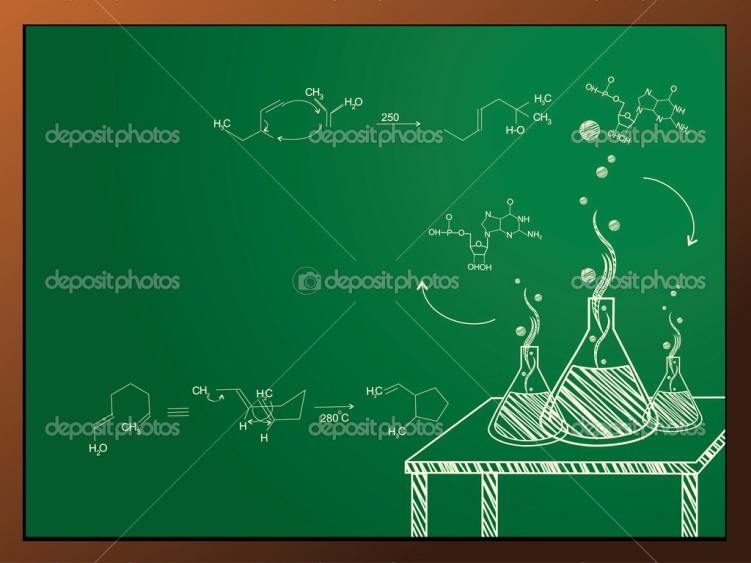 CH₃
H₂O
H₃C
250
H₃C
CH₃
H-O
OH P O
O
O
N
NH
N
NH₂
OHOH
depositphotos depositphotos depositphotos
O
O
N
NH
OH-P-O
N
N
NH₂
O
OHOH
depositphotos depositphotos depositphotos
CH₂
HC
H₂C
CH₃
H
280°C
H₃C
H
H₂O
depositphotos depositphotos depositphotos